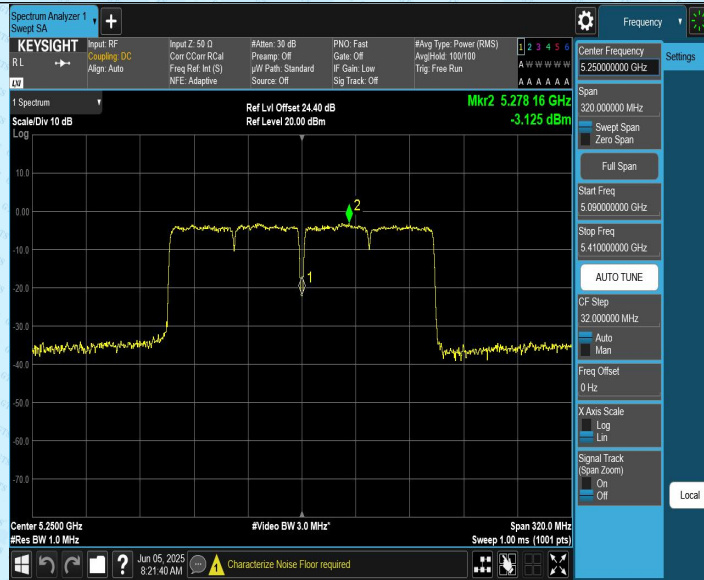 Spectrum Analyzer 1
Swept SA
+
Frequency
KEYSIGHT
RL
LXI
Input: RF
Coupling: DC
Align: Auto
Input Z: 50 Ω
Corr CCorr RCal
Freq Ref: Int (S)
NFE: Adaptive
#Atten: 30 dB
Preamp: Off
µW Path: Standard
Source: Off
PNO: Fast
Gate: Off
IF Gain: Low
Sig Track: Off
#Avg Type: Power (RMS)
Avg|Hold: 100/100
Trig: Free Run
1 2 3 4 5 6
A W W W W W
A A A A A A
Center Frequency
5.250000000 GHz
Settings
1 Spectrum
Scale/Div 10 dB
Log
Ref Lvl Offset 24.40 dB
Ref Level 20.00 dBm
Mkr2 5.278 16 GHz
-3.125 dBm
Span
320.000000 MHz
Swept Span
Zero Span
Full Span
Start Freq
5.090000000 GHz
Stop Freq
5.410000000 GHz
AUTO TUNE
CF Step
32.000000 MHz
Auto
Man
Freq Offset
0 Hz
X Axis Scale
Log
Lin
Signal Track
(Span Zoom)
On
Off
Local
10.0
0.00
-10.0
-20.0
-30.0
-40.0
-50.0
-60.0
-70.0
2
1
Center 5.2500 GHz
#Res BW 1.0 MHz
#Video BW 3.0 MHz*
Span 320.0 MHz
Sweep 1.00 ms (1001 pts)
?
Jun 05, 2025
8:21:40 AM
1
Characterize Noise Floor required